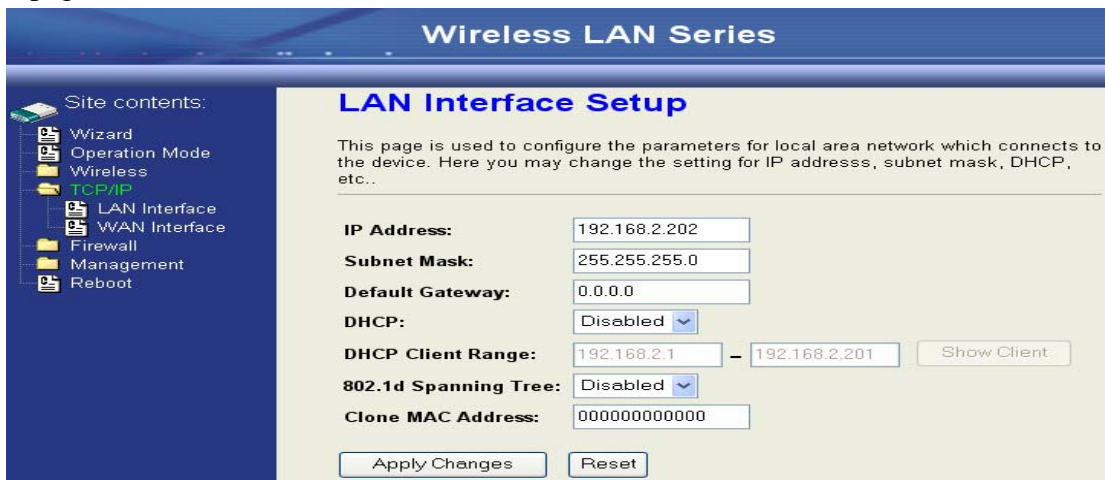 Wireless LAN Series
Site contents:
Wizard
Operation Mode
Wireless
TCP/IP
LAN Interface
WAN Interface
Firewall
Management
Reboot
LAN Interface Setup
This page is used to configure the parameters for local area network which connects to
the device. Here you may change the setting for IP addresss, subnet mask, DHCP,
etc..
IP Address: 192.168.2.202
Subnet Mask: 255.255.255.0
Default Gateway: 0.0.0.0
DHCP: Disabled
DHCP Client Range: 192.168.2.1 – 192.168.2.201 Show Client
802.1d Spanning Tree: Disabled
Clone MAC Address: 000000000000
Apply Changes Reset